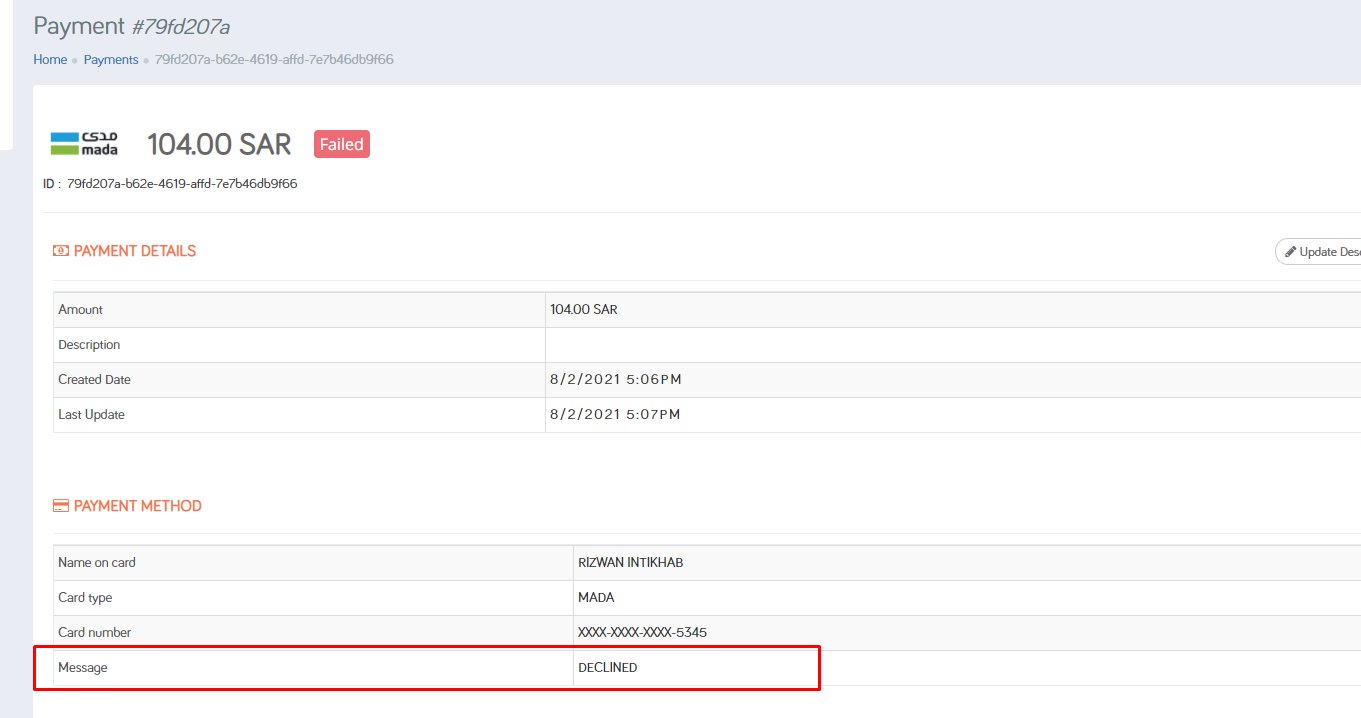 Payment #79fd207a
Home Payments 79fd207a-b62e-4619-affd-7e7b46db9f66
مدى
mada
104.00 SAR Failed
ID : 79fd207a-b62e-4619-affd-7e7b46db9f66
PAYMENT DETAILS
Update Desc
Amount 104.00 SAR
Description
Created Date 8/2/2021 5:06PM
Last Update 8/2/2021 5:07PM
PAYMENT METHOD
Name on card RIZWAN INTIKHAB
Card type MADA
Card number XXXX-XXXX-XXXX-5345
Message DECLINED